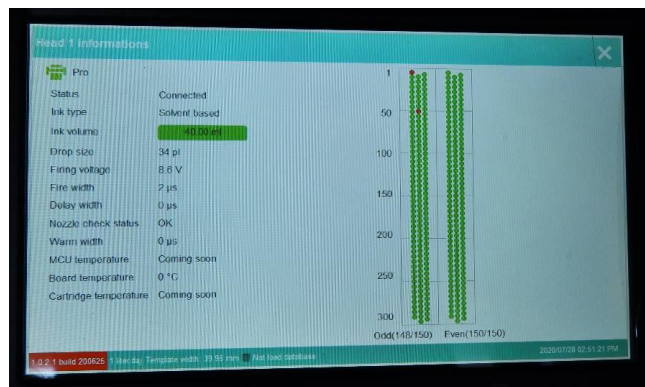 Head 1 informations
Pro
Status Connected
Ink type Solvent based
Ink volume 40.00 ml
Drop size 34 pl
Firing voltage 8.6 V
Fire width 2 µs
Delay width 0 µs
Nozzle check status OK
Warm width 0 µs
MCU temperature Coming soon
Board temperature 0 °C
Cartridge temperature Coming soon
1
50
100
150
200
250
300
Odd(148/150) Even(150/150)
1.0.2.1 build 200625 Template width: 39.96 mm Not load database
2020/07/28 02:51:21 PM